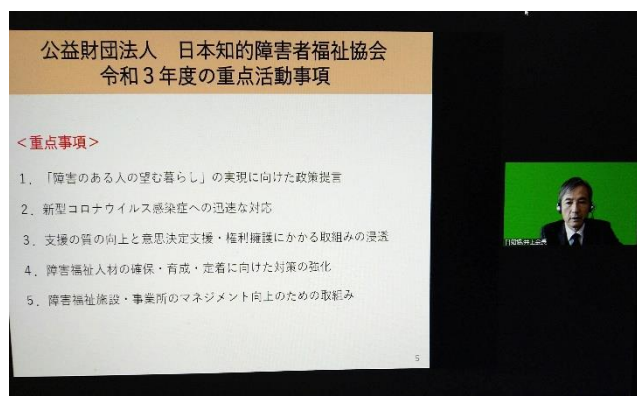 公益財団法人 日本知的障害者福祉協会
令和3年度の重点活動事項
＜重点事項＞
1．「障害のある人の望む暮らし」の実現に向けた政策提言
2．新型コロナウイルス感染症への迅速な対応
3．支援の質の向上と意思決定支援・権利擁護にかかる取組みの浸透
4．障害福祉人材の確保・育成・定着に向けた対策の強化
5．障害福祉施設・事業所のマネジメント向上のための取組み
5